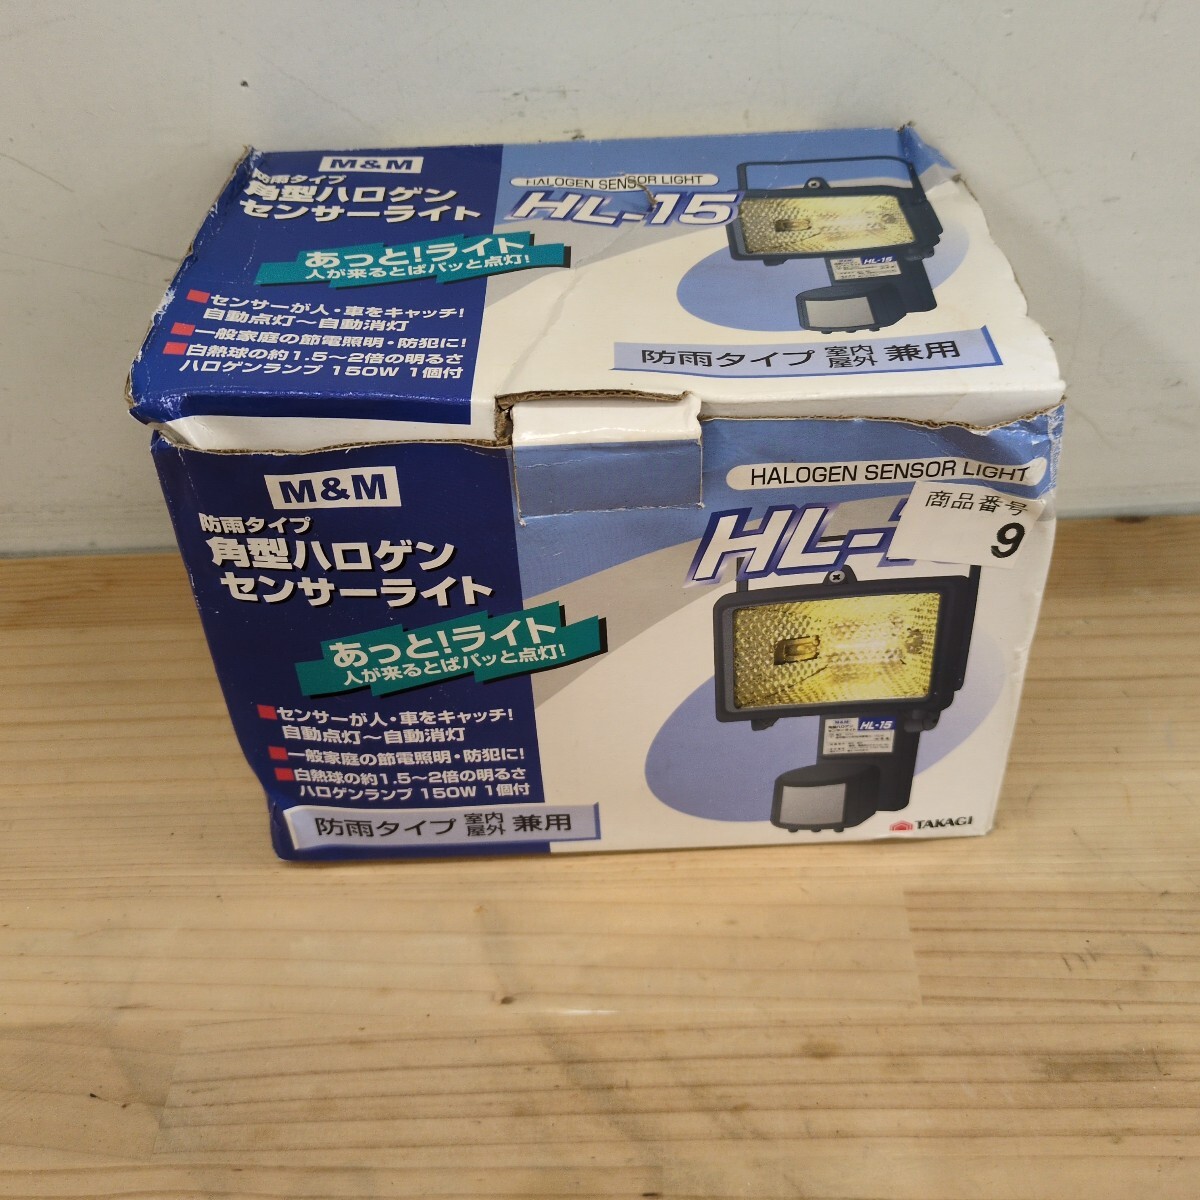 M&M
防雨タイプ
角型ハロゲン
センサーライト
あっと!ライト
人が来るとばパッと点灯!
センサーが人・車をキャッチ!
自動点灯～自動消灯
一般家庭の節電照明・防犯に!
白熱球の約1.5～2倍の明るさ
ハロゲンランプ 150W 1個付
HALOGEN SENSOR LIGHT
HL-15
HL-15
防雨タイプ 室内 屋外 兼用
M&M
防雨タイプ
角型ハロゲン
センサーライト
あっと!ライト
人が来るとばパッと点灯!
センサーが人・車をキャッチ!
自動点灯～自動消灯
一般家庭の節電照明・防犯に!
白熱球の約1.5～2倍の明るさ
ハロゲンランプ 150W 1個付
防雨タイプ 室内 屋外 兼用
HALOGEN SENSOR LIGHT
HL-
商品番号
9
M&M
HL-15
TAKAGI